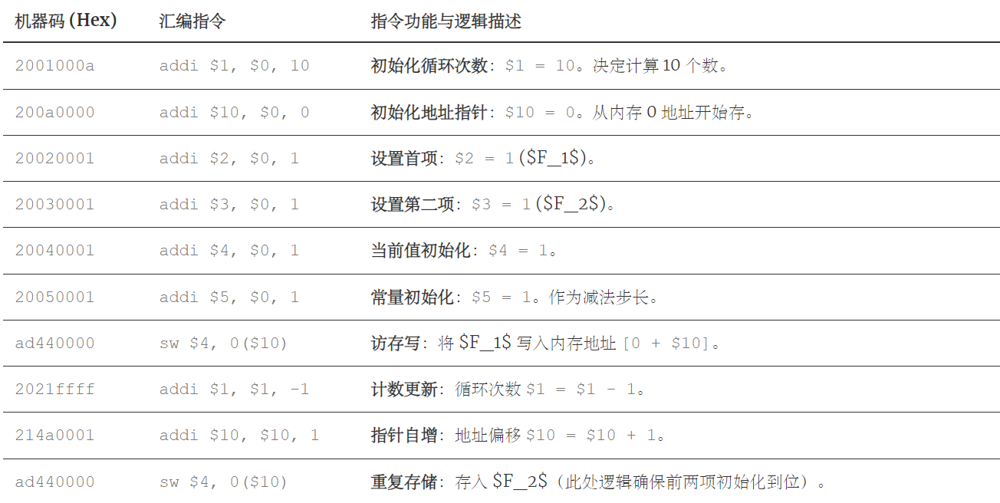 机器码 (Hex) 汇编指令 指令功能与逻辑描述
2001000a addi $1, $0, 10 初始化循环次数：$1 = 10。决定计算 10 个数。
200a0000 addi $10, $0, 0 初始化地址指针：$10 = 0。从内存 0 地址开始存。
20020001 addi $2, $0, 1 设置首项：$2 = 1 ($F_1$)。
20030001 addi $3, $0, 1 设置第二项：$3 = 1 ($F_2$)。
20040001 addi $4, $0, 1 当前值初始化：$4 = 1。
20050001 addi $5, $0, 1 常量初始化：$5 = 1。作为减法步长。
ad440000 sw $4, 0($10) 访存写：将 $F_1$ 写入内存地址 [0 + $10]。
2021ffff addi $1, $1, -1 计数更新：循环次数 $1 = $1 - 1。
214a0001 addi $10, $10, 1 指针自增：地址偏移 $10 = $10 + 1。
ad440000 sw $4, 0($10) 重复存储：存入 $F_2$（此处逻辑确保前两项初始化到位）。